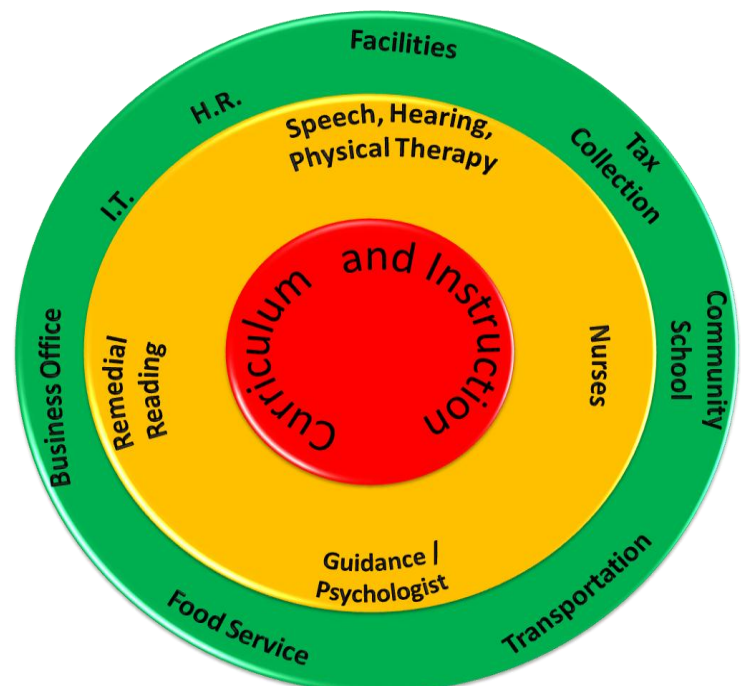 Facilities
H.R.
I.T.
Business Office
Food Service
Transportation
Community
School
Tax
Collection
Speech, Hearing,
Physical Therapy
Nurses
Guidance /
Psychologist
Remedial
Reading
Curriculum and Instruction